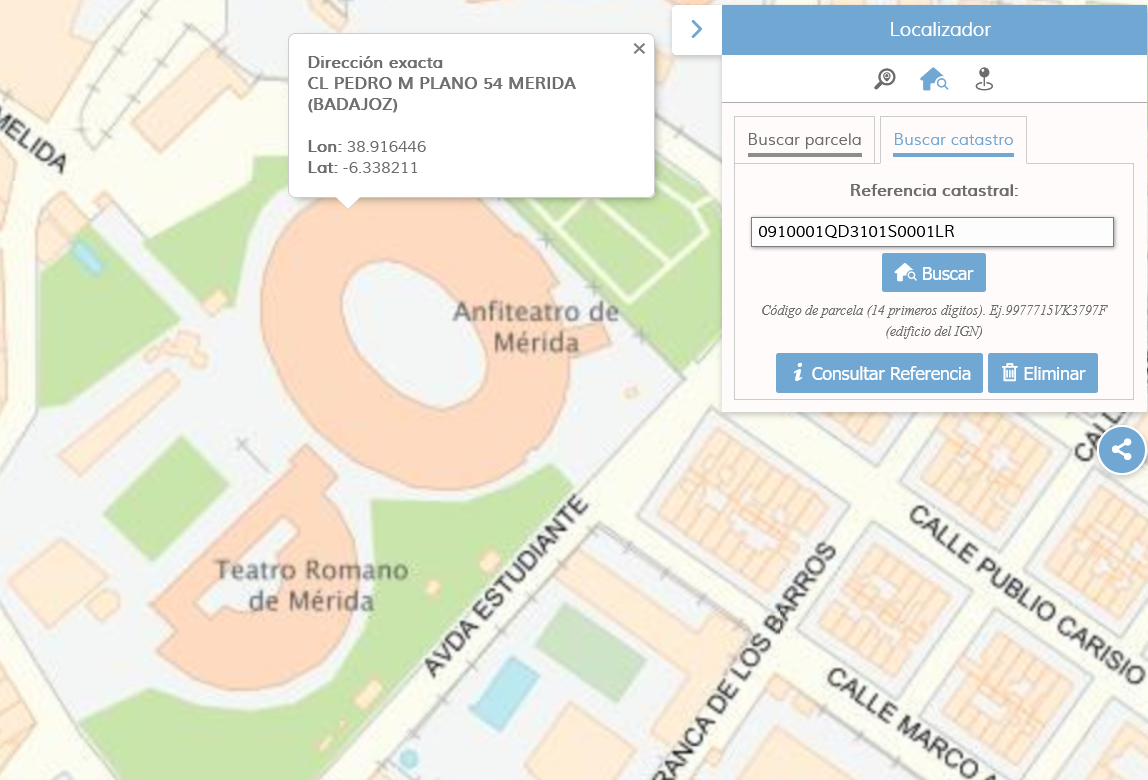 Localizador
Buscar parcela
Buscar catastro
Referencia catastral:
0910001QD3101S0001LR
Buscar
Código de parcela (14 primeros dígitos). Ej.9977715VK3797F
(edificio del IGN)
Consultar Referencia
Eliminar
×
Dirección exacta
CL PEDRO M PLANO 54 MERIDA
(BADAJOZ)
Lon: 38.916446
Lat: -6.338211
MELIDA
Anfiteatro de
Mérida
Teatro Romano
de Mérida
AVDA ESTUDIANTE
RANCA DE LOS BARROS
CALLE PUBLIO CARISIO
CALLE MARCO
CALL